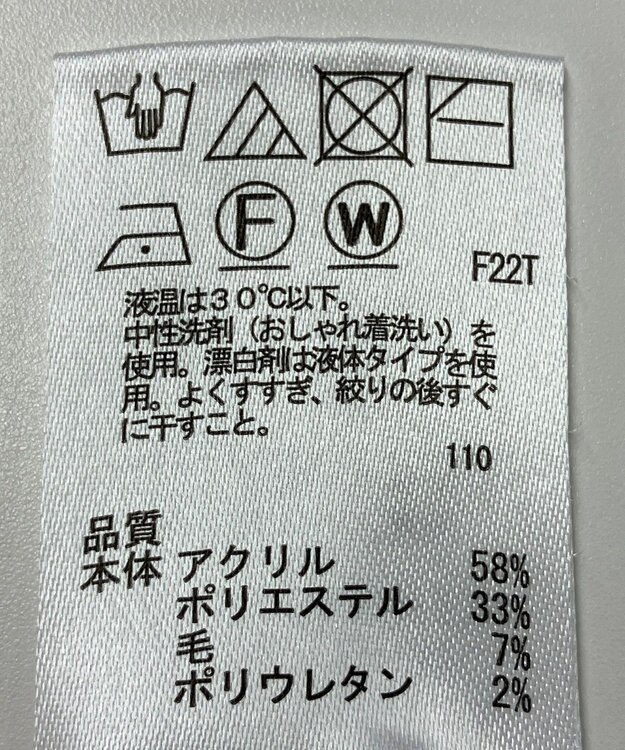 F W
F22T
液温は30℃以下。
中性洗剤（おしゃれ着洗い）を
使用。漂白剤は液体タイプを使
用。よくすすぎ、絞りの後すぐ
に干すこと。
110
品質
本体 アクリル 58%
ポリエステル 33%
毛 7%
ポリウレタン 2%